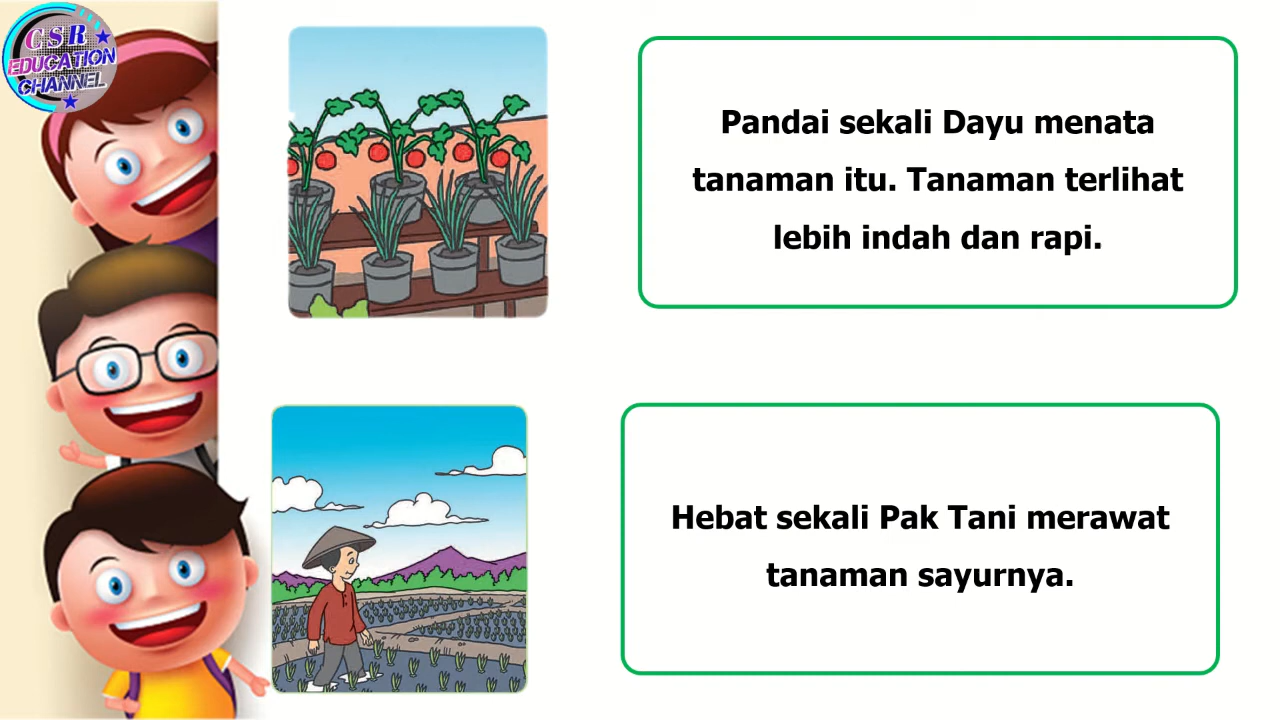 CSR
EDUCATION
CHANNEL
Pandai sekali Dayu menata
tanaman itu. Tanaman terlihat
lebih indah dan rapi.
Hebat sekali Pak Tani merawat
tanaman sayurnya.